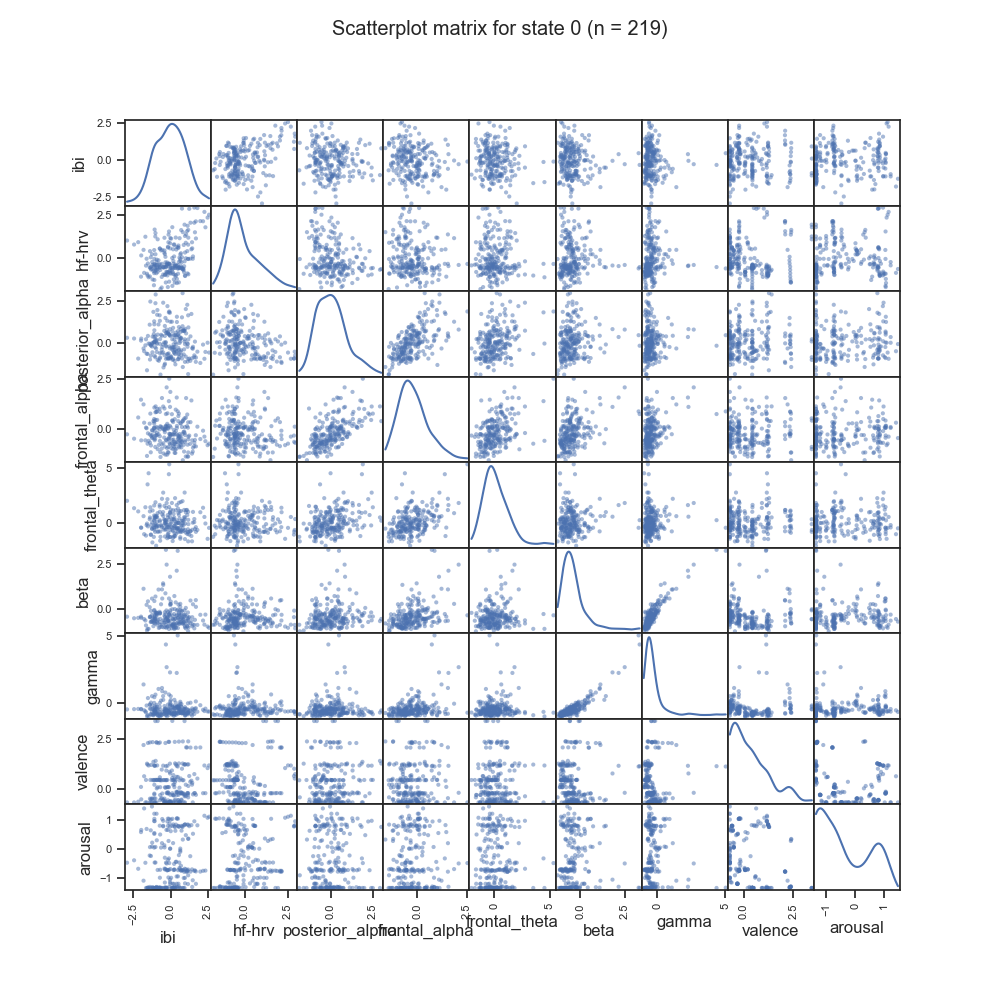 Scatterplot matrix for state 0 (n = 219)
2.5
0.0
−2.5
ibi
2.5
0.0
hf-hrv
2.5
0.0
posterior_alpha
2.5
0.0
frontal_alpha
5
0
frontal_theta
2.5
0.0
beta
5
0
gamma
2.5
0.0
valence
1
0
−1
arousal
−2.5 0.0 2.5 0.0 2.5 0.0 2.5 0.0 2.5 0 5 0.0 2.5 0 5 0.0 2.5 −1 0 1
ibi hf-hrv posterior_alpha frontal_alpha frontal_theta beta gamma valence arousal